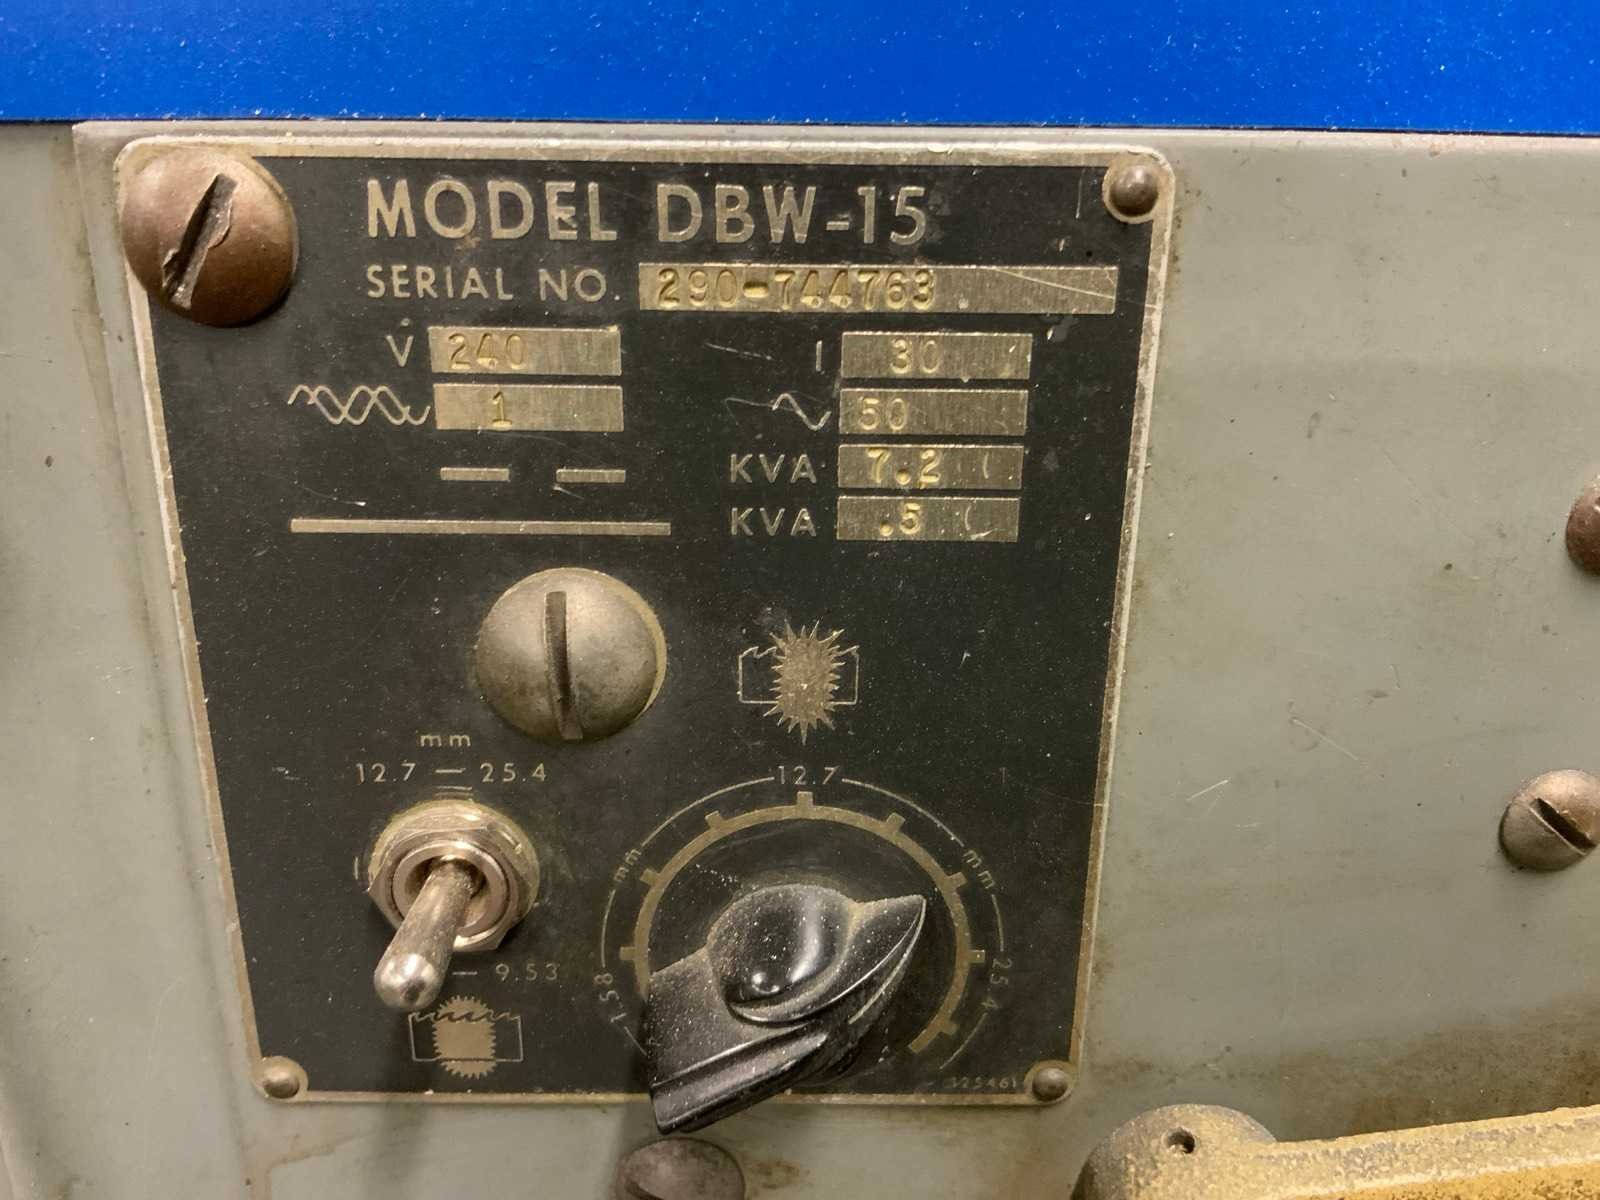 MODEL DBW-15
SERIAL NO. 290-744763
V 240 I 30
1 50
KVA 7.2
KVA .5
mm
12.7 — 25.4
12.7
mm mm
— 9.53
1.58 25.4
125461